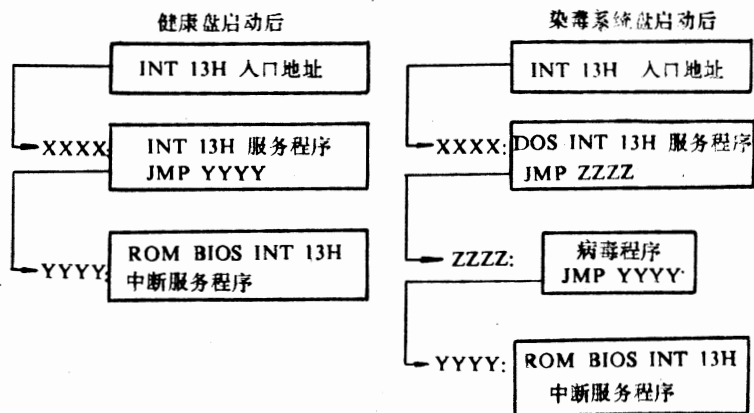 健康盘启动后
INT 13H 入口地址
XXXX:
INT 13H 服务程序
JMP YYYY
YYYY:
ROM BIOS INT 13H
中断服务程序
染毒系统盘启动后
INT 13H 入口地址
XXXX:
DOS INT 13H 服务程序
JMP ZZZZ
ZZZZ:
病毒程序
JMP YYYY
YYYY:
ROM BIOS INT 13H
中断服务程序